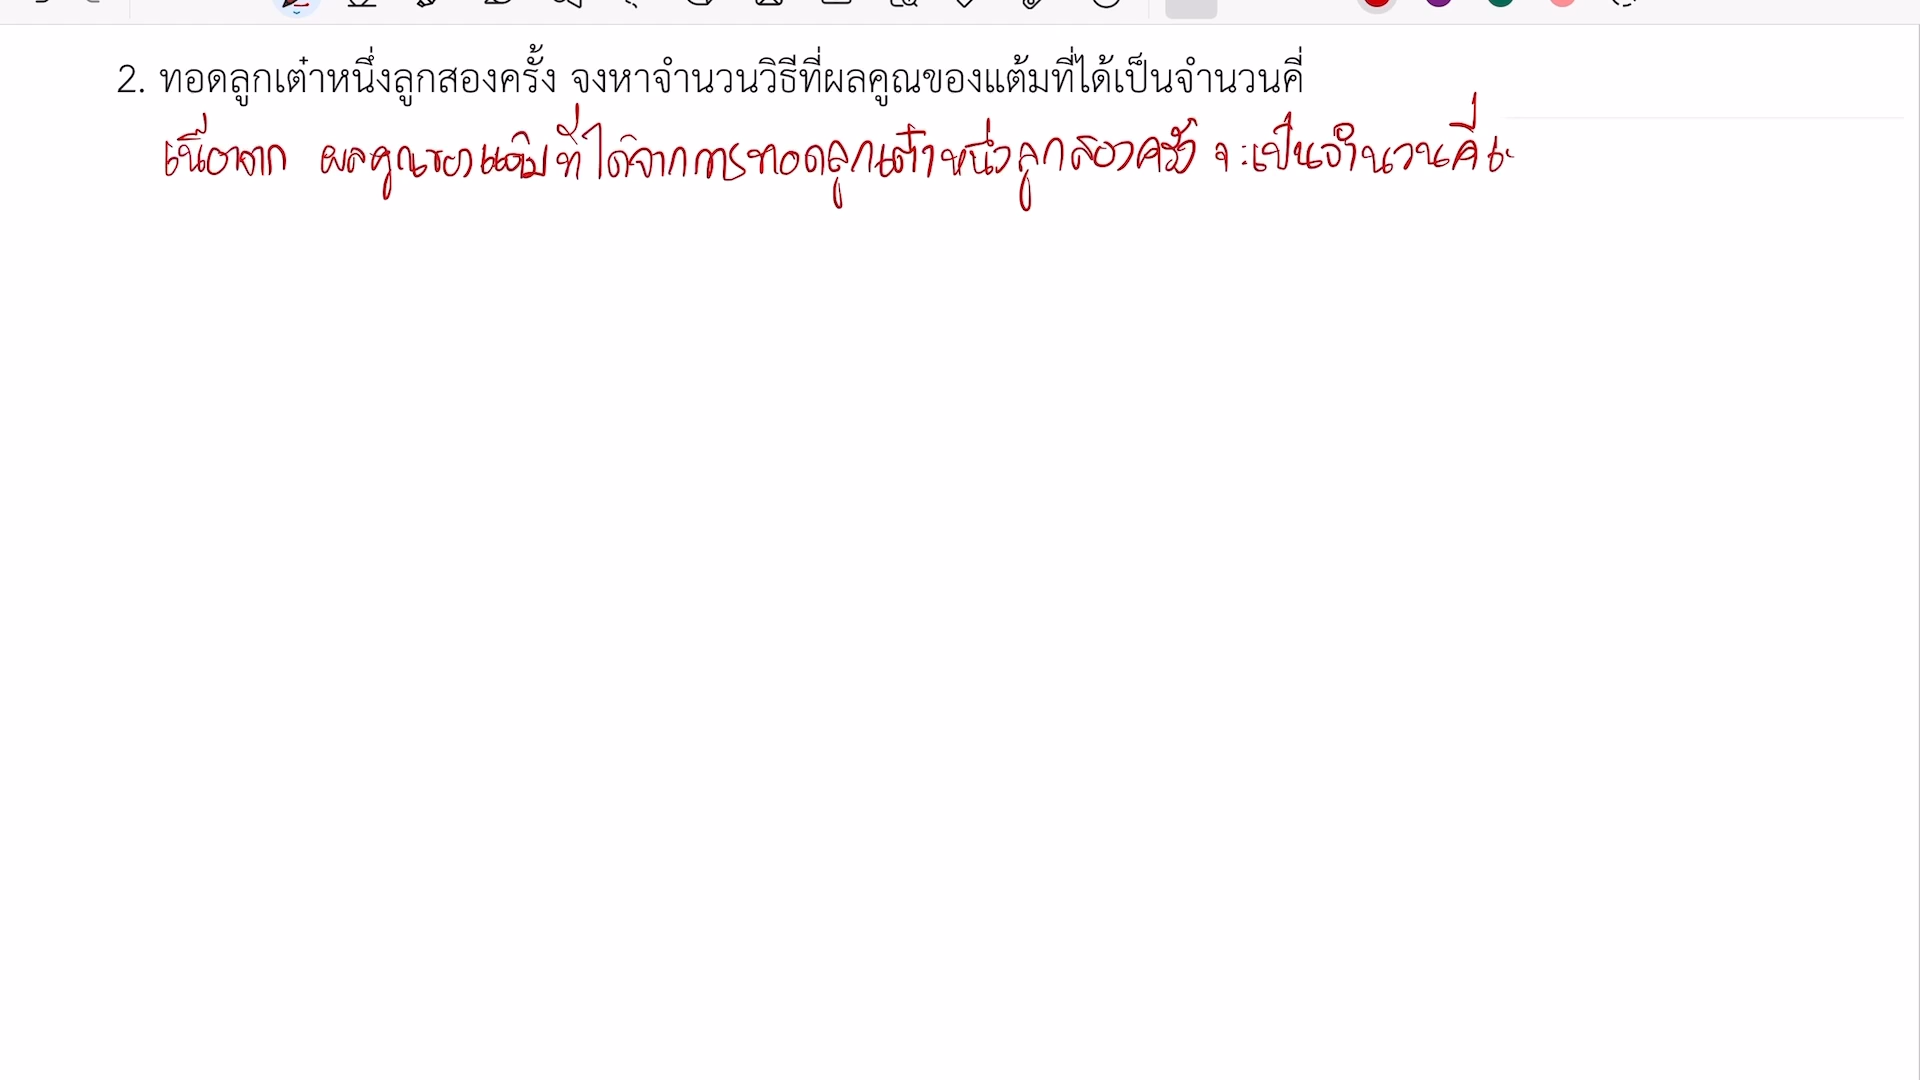 2. ทอดลูกเต๋าหนึ่งลูกสองครั้ง จงหาจำนวนวิธีที่ผลคูณของแต้มที่ได้เป็นจำนวนคี่
เนื่องจาก ผลคูณของแต้มที่ได้จากการทอดลูกเต๋าหนึ่งลูกสองครั้ง จะเป็นจำนวนคี่